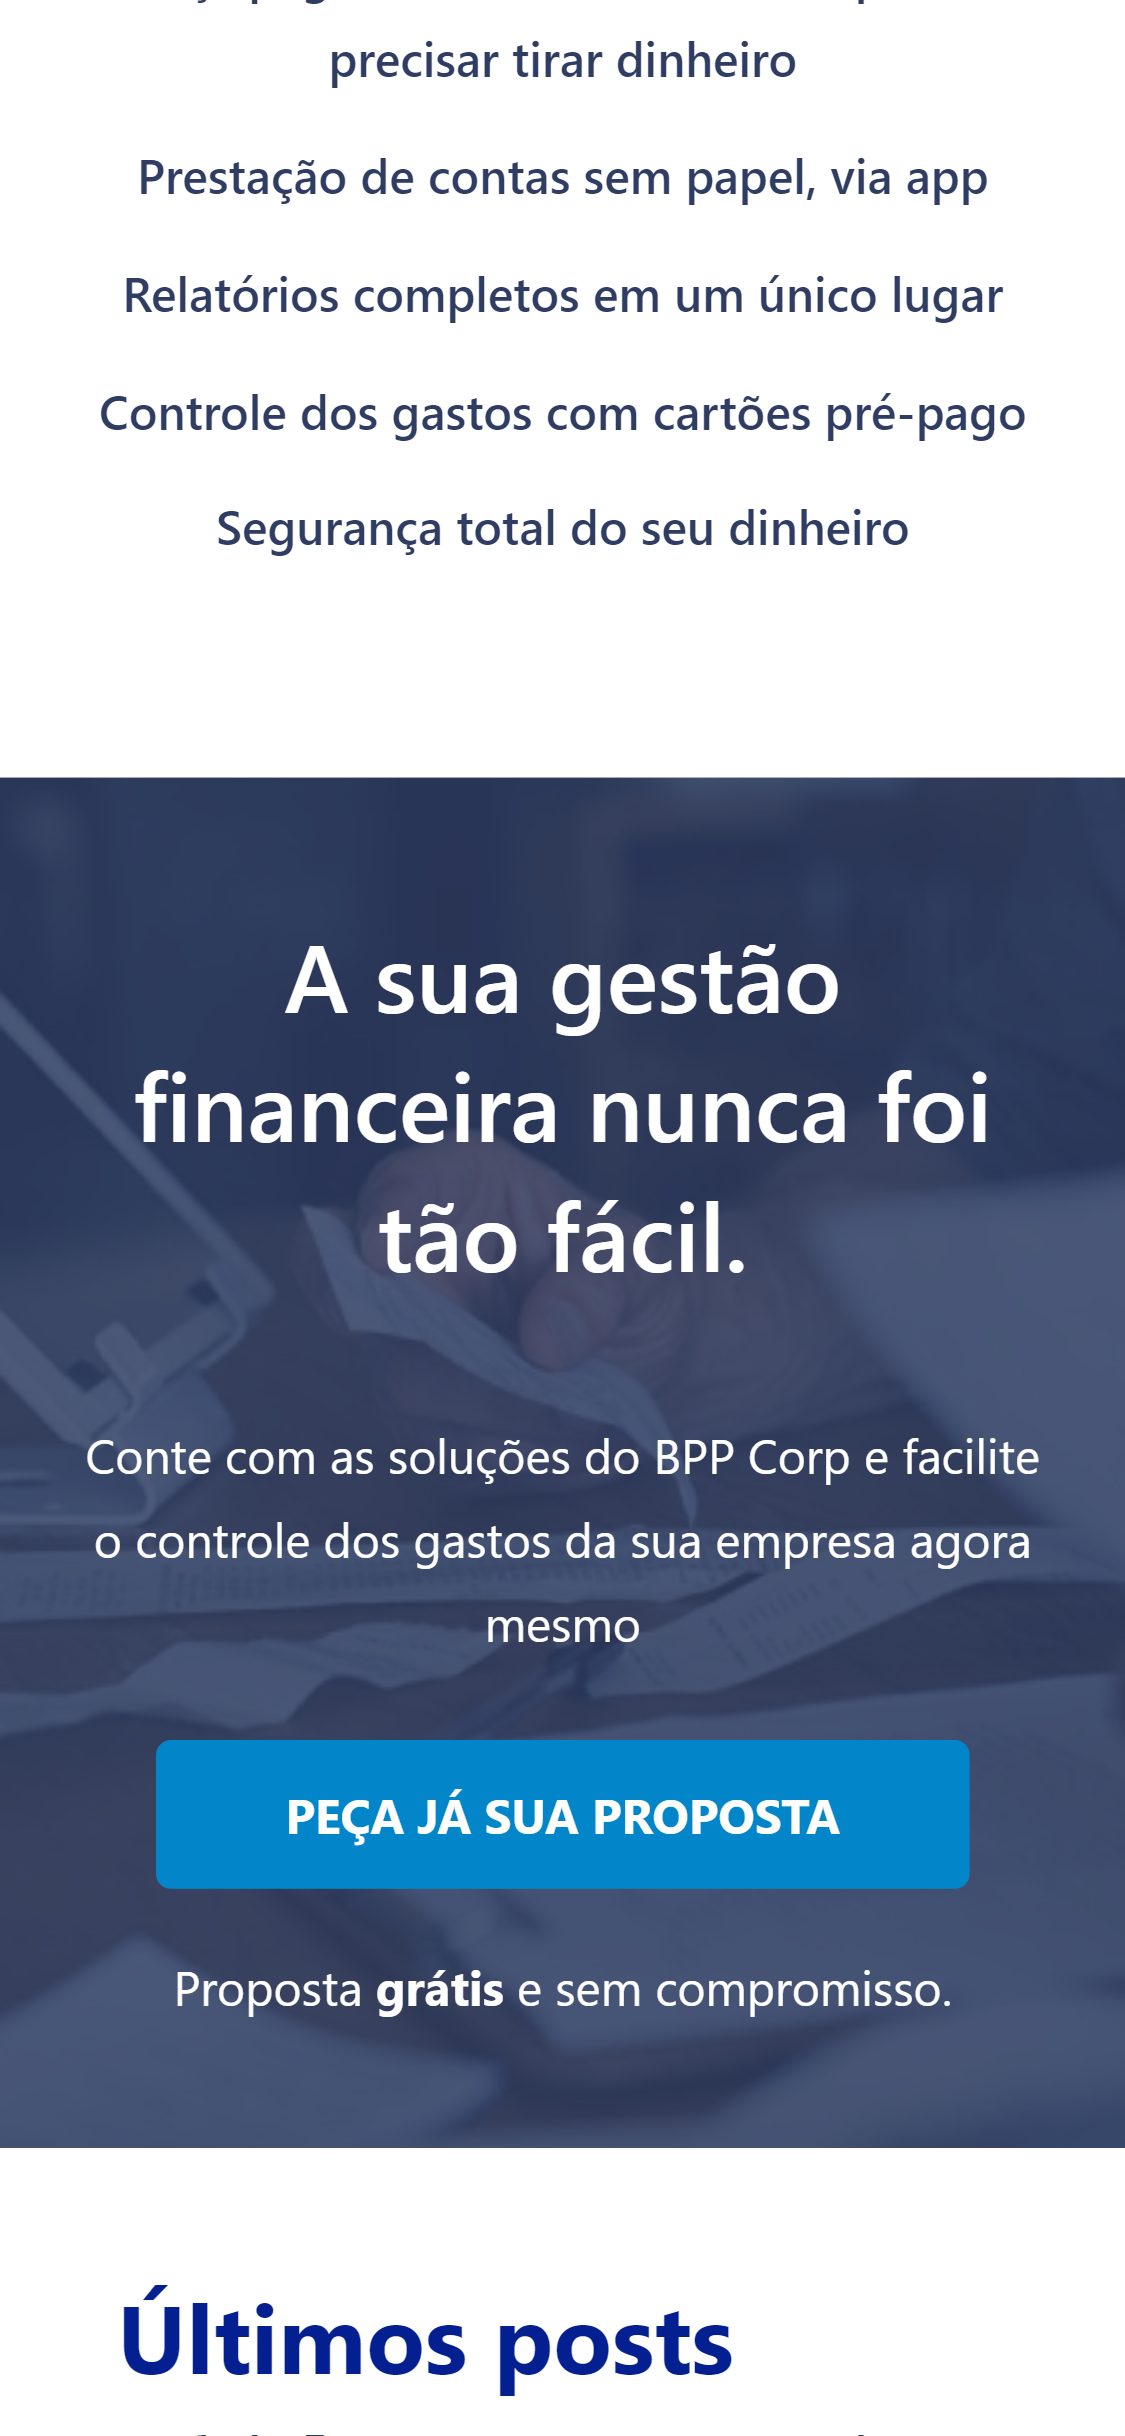 precisar tirar dinheiro
Prestação de contas sem papel, via app
Relatórios completos em um único lugar
Controle dos gastos com cartões pré-pago
Segurança total do seu dinheiro
A sua gestão
financeira nunca foi
tão fácil.
Conte com as soluções do BPP Corp e facilite
o controle dos gastos da sua empresa agora
mesmo
PEÇA JÁ SUA PROPOSTA
Proposta grátis e sem compromisso.
Últimos posts